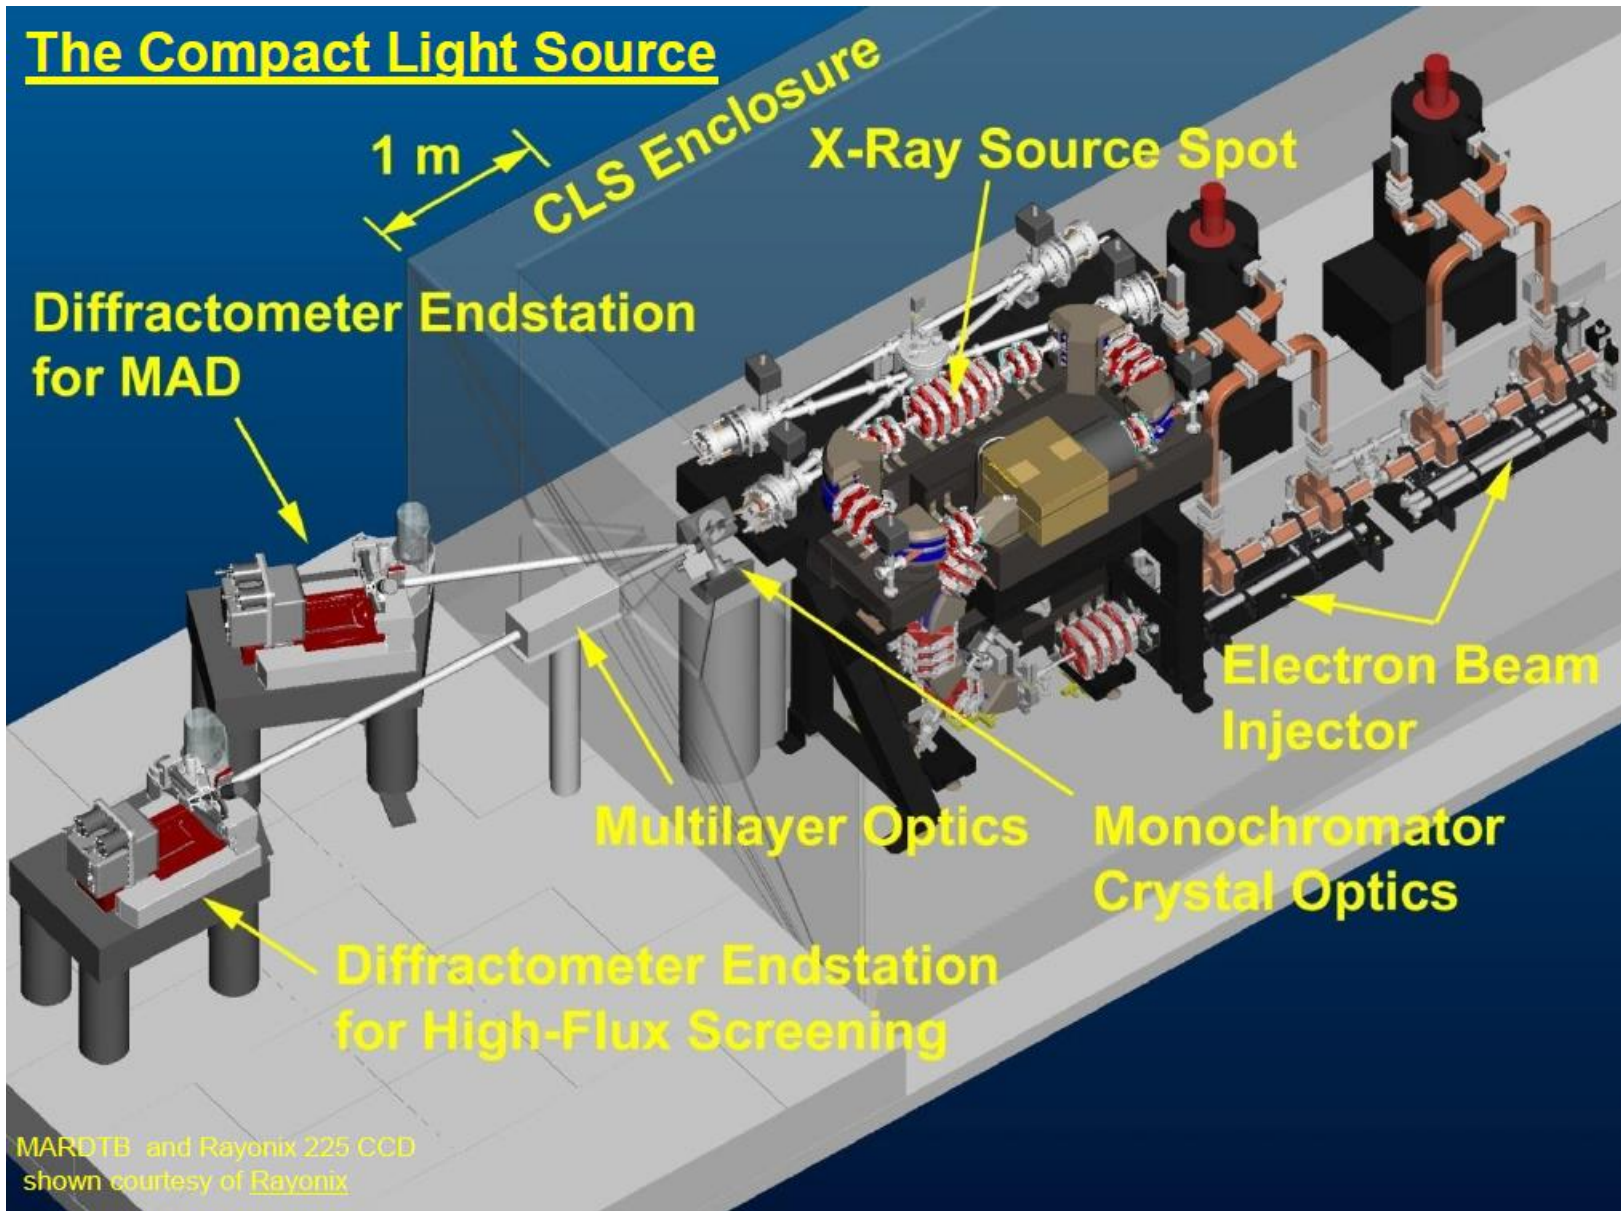 The Compact Light Source
1 m
CLS Enclosure
X-Ray Source Spot
Diffractometer Endstation
for MAD
Electron Beam
Injector
Multilayer Optics
Monochromator
Crystal Optics
Diffractometer Endstation
for High-Flux Screening
MARDTB and Rayonix 225 CCD
shown courtesy of Rayonix